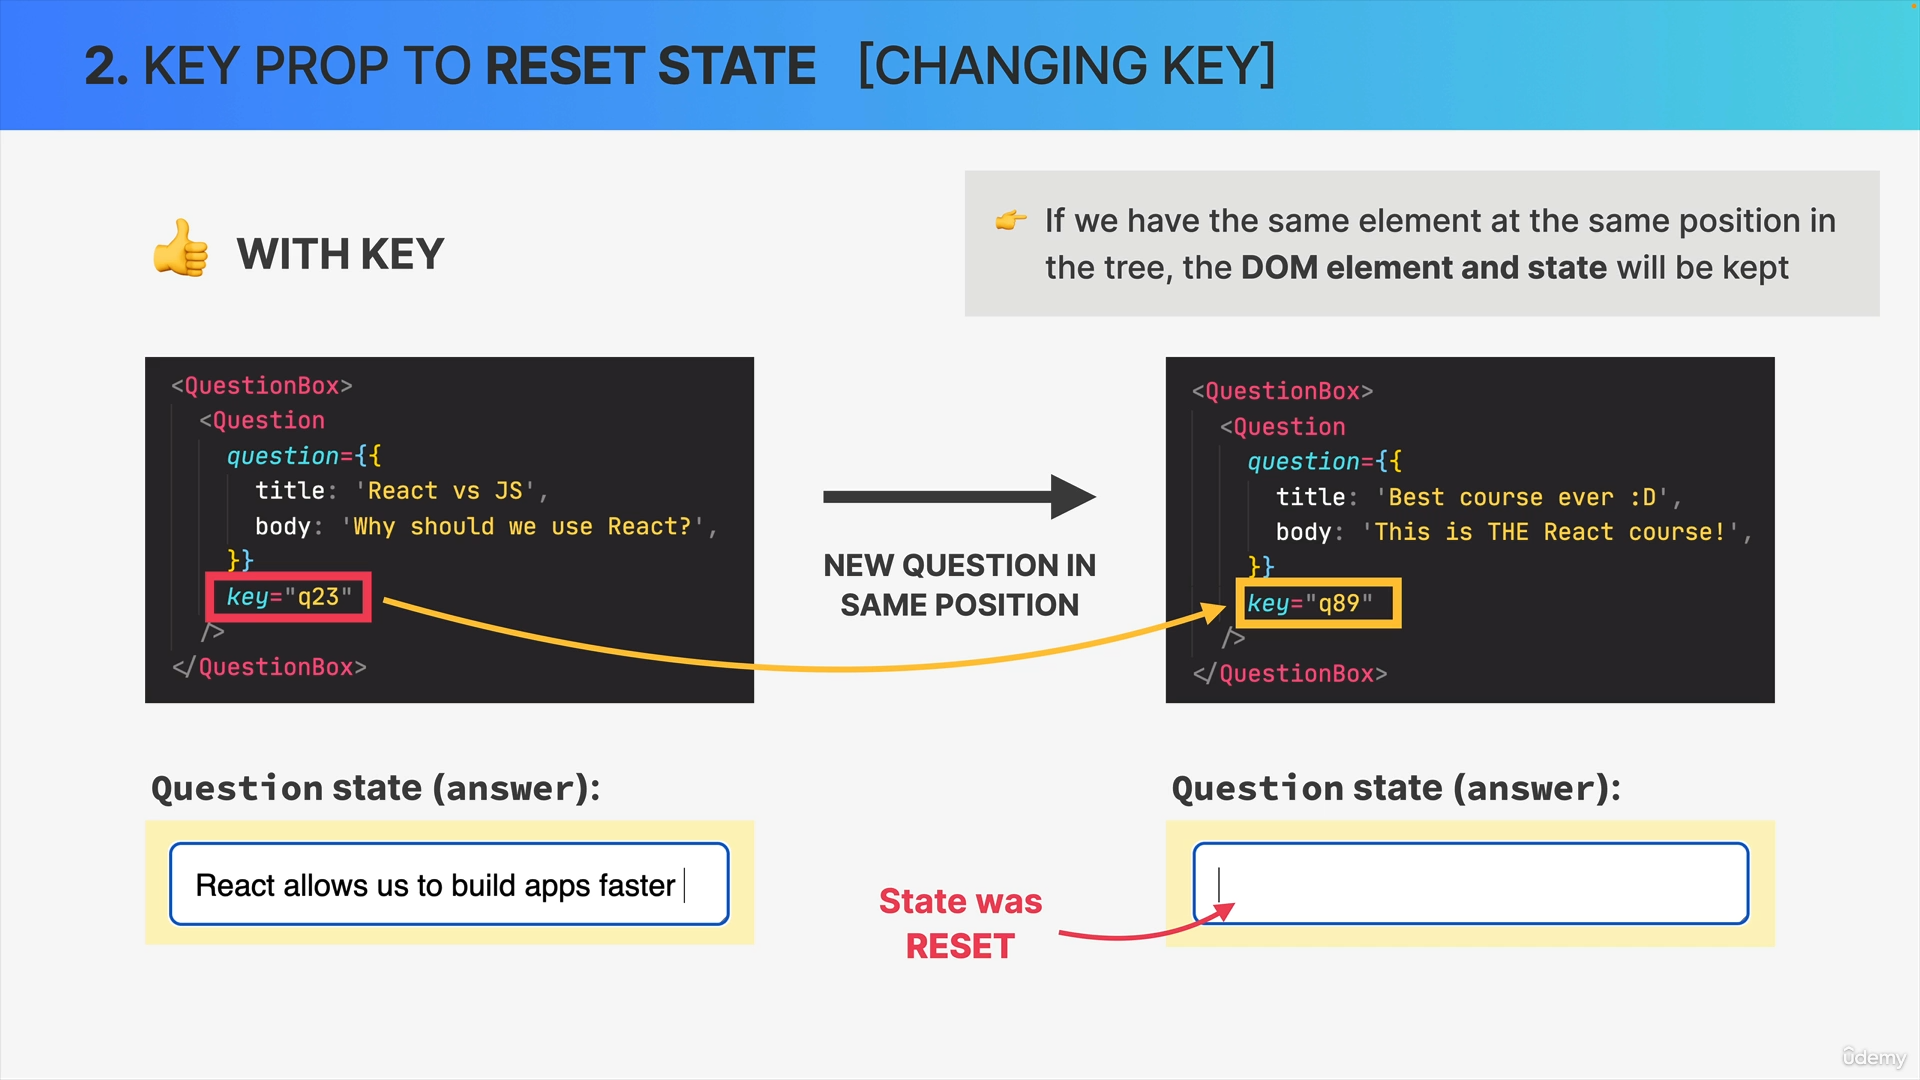 2. KEY PROP TO RESET STATE [CHANGING KEY]
WITH KEY
If we have the same element at the same position in
the tree, the DOM element and state will be kept
<QuestionBox>
<Question
question={{
title: 'React vs JS',
body: 'Why should we use React?',
}}
key="q23"
/>
</QuestionBox>
NEW QUESTION IN
SAME POSITION
<QuestionBox>
<Question
question={{
title: 'Best course ever :D',
body: 'This is THE React course!',
}}
key="q89"
/>
</QuestionBox>
Question state (answer):
React allows us to build apps faster
Question state (answer):
State was
RESET
ûdemy